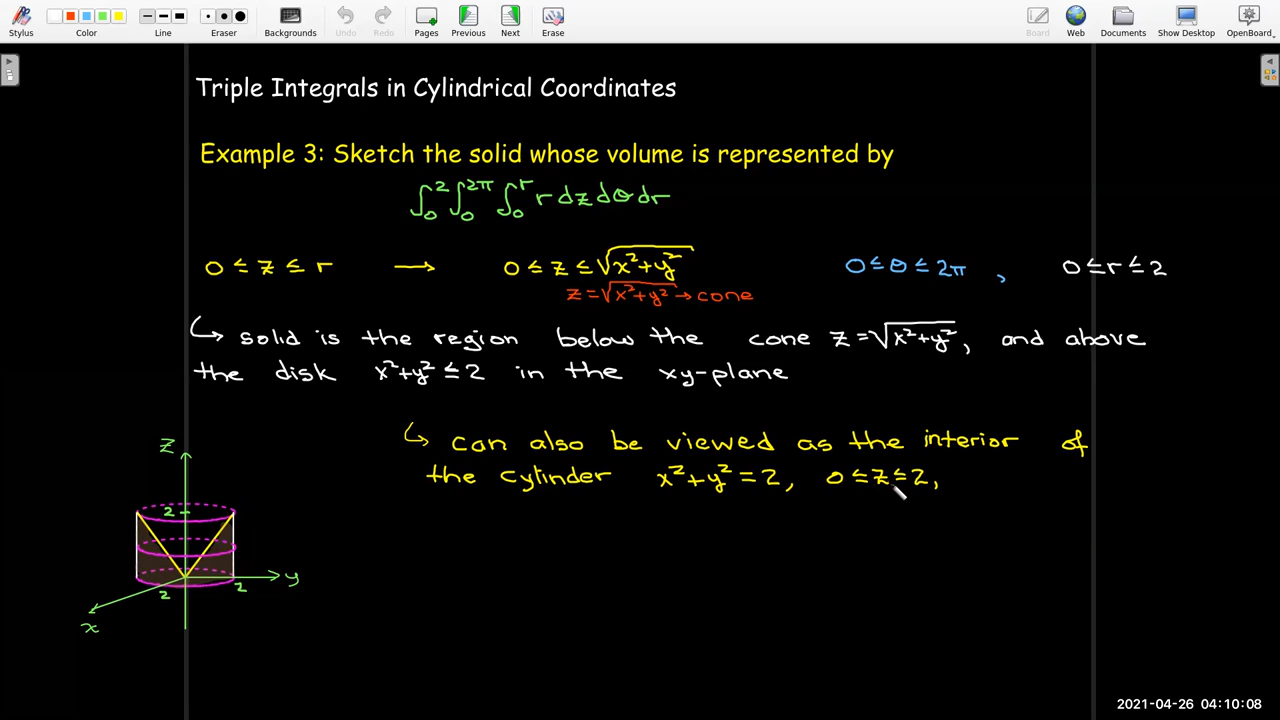 Stylus Color Line Eraser Backgrounds Undo Redo Pages Previous Next Erase Board Web Documents Show Desktop OpenBoard
Triple Integrals in Cylindrical Coordinates
Example 3: Sketch the solid whose volume is represented by
∫₀² ∫₀^2π ∫₀^r r dz dθ dr
0 ≤ z ≤ r → 0 ≤ z ≤ √(x²+y²) 0 ≤ θ ≤ 2π , 0 ≤ r ≤ 2
z = √(x²+y²) → cone
↳ solid is the region below the cone z = √(x²+y²), and above
the disk x²+y² ≤ 2 in the xy-plane
↳ can also be viewed as the interior of
the cylinder x²+y² = 2, 0 ≤ z ≤ 2,
z
2
y
2
2
x
2021-04-26 04:10:08